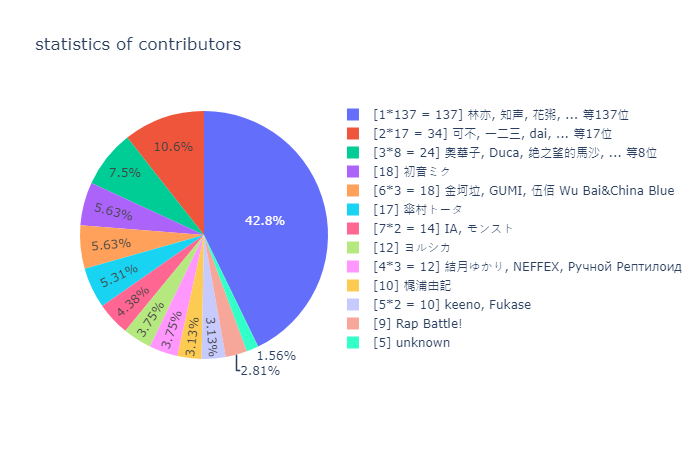 statistics of contributors
[1*137 = 137] 林亦, 知声, 花粥, ... 等137位
[2*17 = 34] 可不, 一二三, dai, ... 等17位
[3*8 = 24] 奥華子, Duca, 绝之望的馬沙, ... 等8位
[18] 初音ミク
[6*3 = 18] 金坷垃, GUMI, 伍佰 Wu Bai&China Blue
[17] 傘村トータ
[7*2 = 14] IA, モンスト
[12] ヨルシカ
[4*3 = 12] 結月ゆかり, NEFFEX, Ручной Рептилоид
[10] 梶浦由記
[5*2 = 10] keeno, Fukase
[9] Rap Battle!
[5] unknown
42.8%
10.6%
7.5%
5.63%
5.63%
5.31%
4.38%
3.75%
3.75%
3.13%
3.13%
2.81%
1.56%